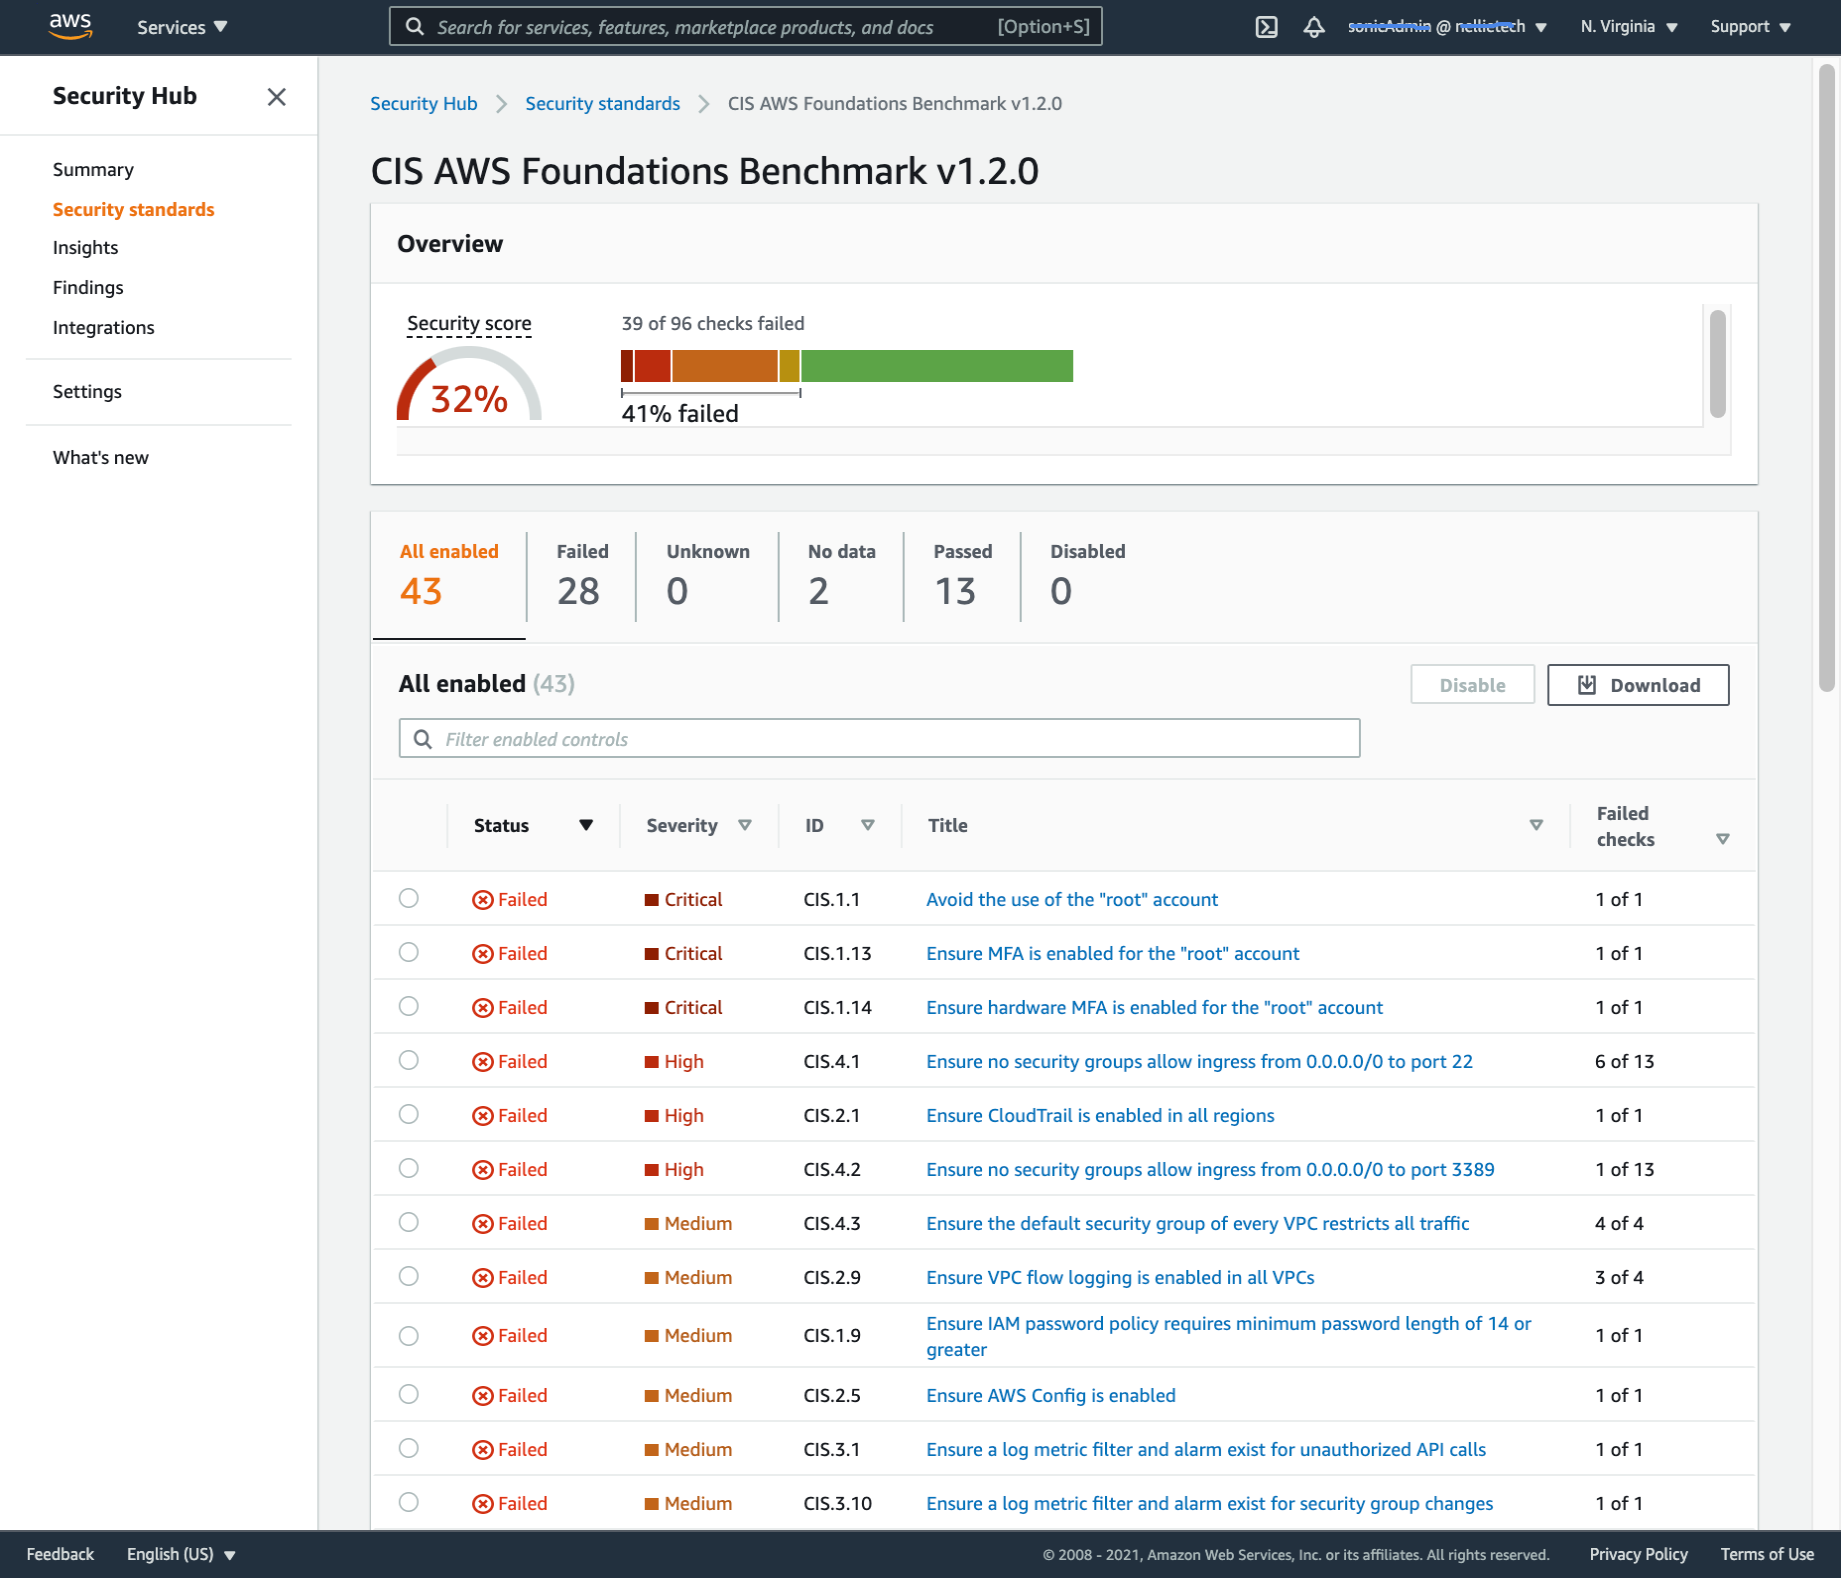 aws
Services
Search for services, features, marketplace products, and docs [Option+S]
@
N. Virginia
Support
Security Hub
Summary
Security standards
Insights
Findings
Integrations
Settings
What's new
Security Hub > Security standards > CIS AWS Foundations Benchmark v1.2.0
CIS AWS Foundations Benchmark v1.2.0
Overview
Security score
32%
39 of 96 checks failed
41% failed
All enabled Failed Unknown No data Passed Disabled
43 28 0 2 13 0
All enabled (43)
Disable
Download
Filter enabled controls
Status Severity ID Title Failed checks
Failed Critical CIS.1.1 Avoid the use of the "root" account 1 of 1
Failed Critical CIS.1.13 Ensure MFA is enabled for the "root" account 1 of 1
Failed Critical CIS.1.14 Ensure hardware MFA is enabled for the "root" account 1 of 1
Failed High CIS.4.1 Ensure no security groups allow ingress from 0.0.0.0/0 to port 22 6 of 13
Failed High CIS.2.1 Ensure CloudTrail is enabled in all regions 1 of 1
Failed High CIS.4.2 Ensure no security groups allow ingress from 0.0.0.0/0 to port 3389 1 of 13
Failed Medium CIS.4.3 Ensure the default security group of every VPC restricts all traffic 4 of 4
Failed Medium CIS.2.9 Ensure VPC flow logging is enabled in all VPCs 3 of 4
Failed Medium CIS.1.9 Ensure IAM password policy requires minimum password length of 14 or greater 1 of 1
Failed Medium CIS.2.5 Ensure AWS Config is enabled 1 of 1
Failed Medium CIS.3.1 Ensure a log metric filter and alarm exist for unauthorized API calls 1 of 1
Failed Medium CIS.3.10 Ensure a log metric filter and alarm exist for security group changes 1 of 1
Feedback
English (US)
© 2008 - 2021, Amazon Web Services, Inc. or its affiliates. All rights reserved.
Privacy Policy
Terms of Use